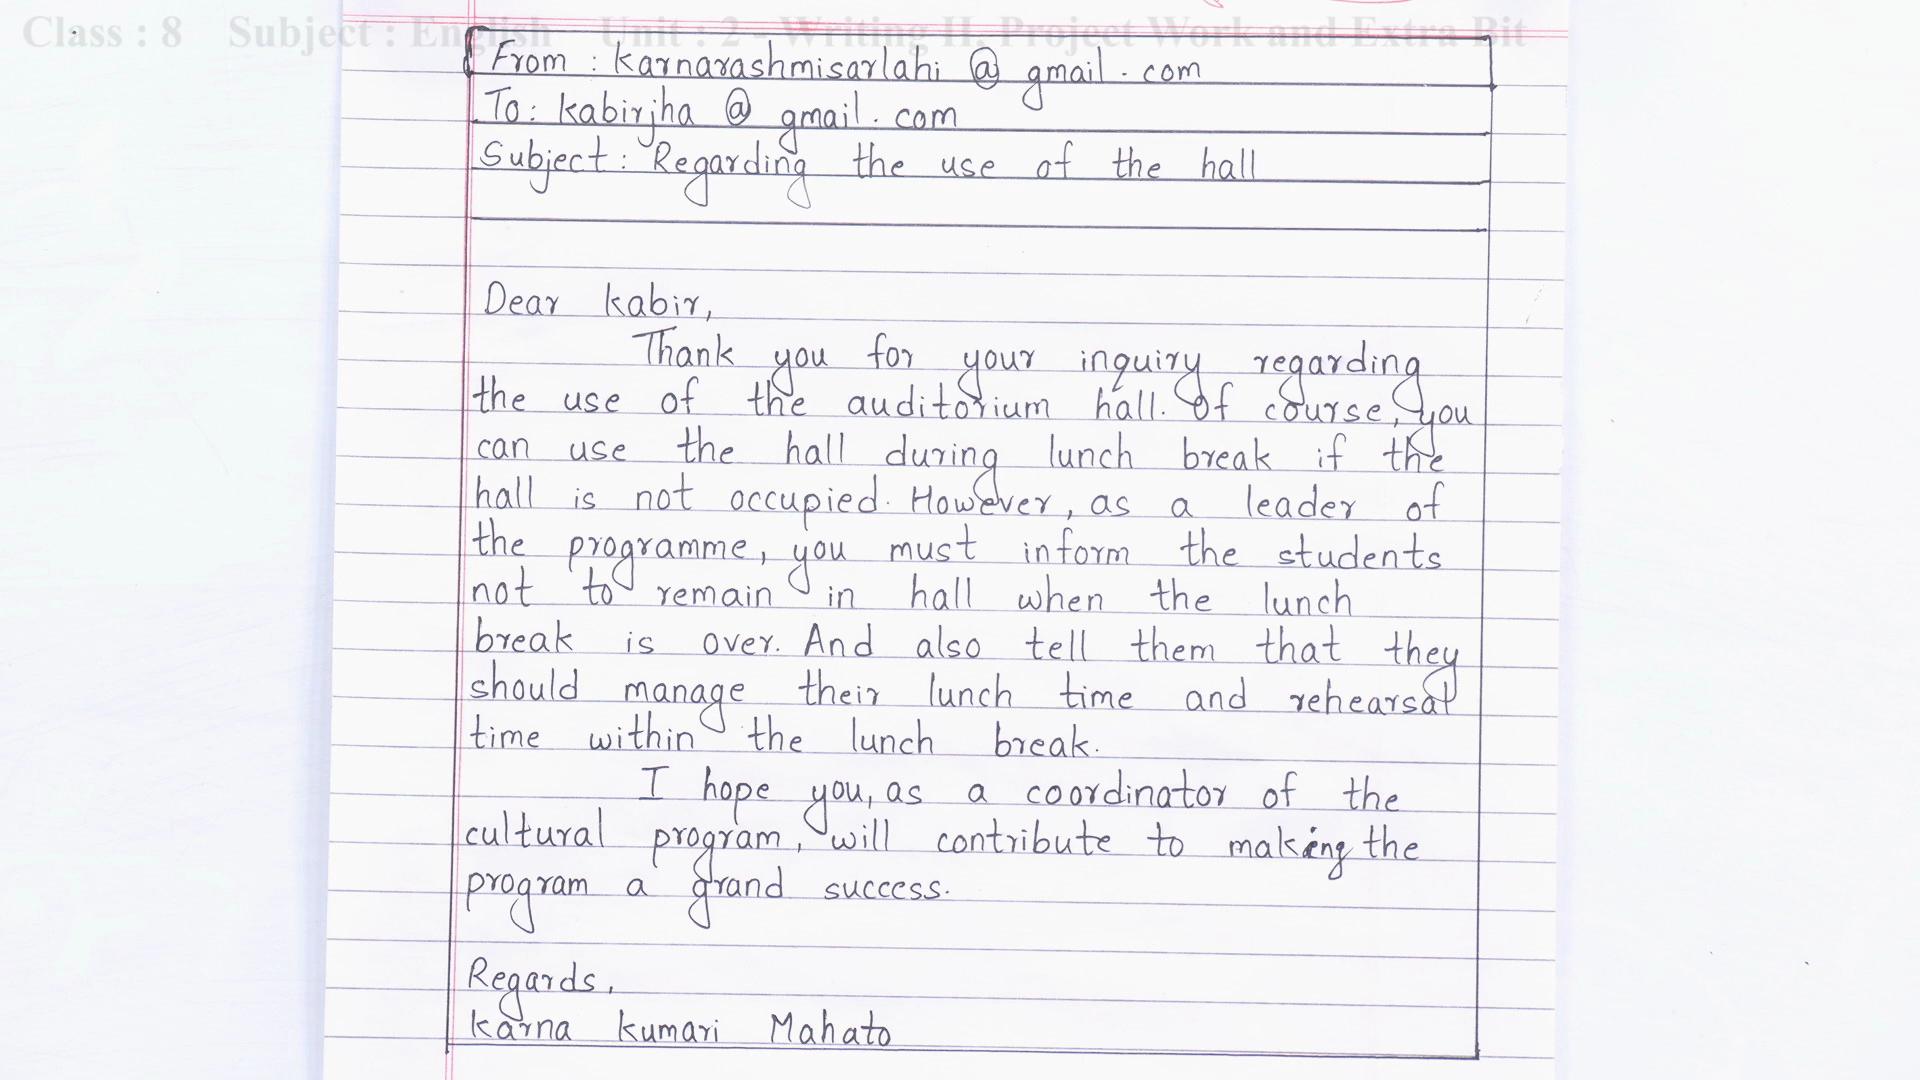 Class : 8 Subject : English Unit : 2 - Writing II, Project Work and Extra Bit
From : karnarashmisarlahi @ gmail . com
To : kabirjha @ gmail . com
Subject : Regarding the use of the hall
Dear kabir,
Thank you for your inquiry regarding
the use of the auditorium hall. Of course, you
can use the hall during lunch break if the
hall is not occupied. However, as a leader of
the programme, you must inform the students
not to remain in hall when the lunch
break is over. And also tell them that they
should manage their lunch time and rehearsal
time within the lunch break.
I hope you, as a coordinator of the
cultural program, will contribute to making the
program a grand success.
Regards,
Karna kumari Mahato